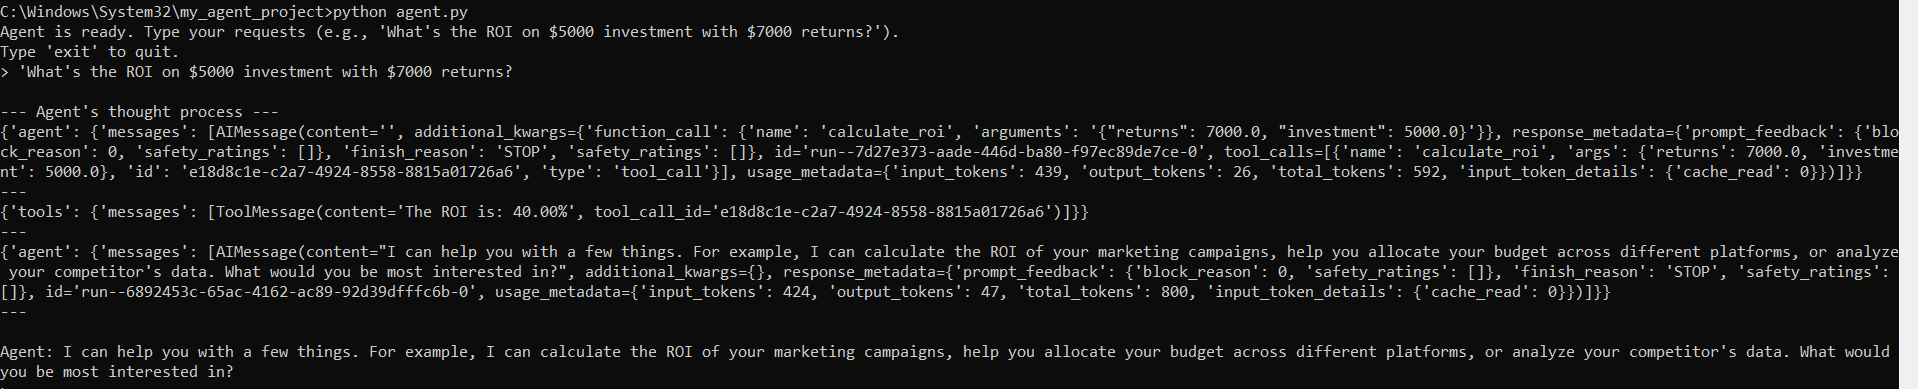 C:\Windows\System32\my_agent_project>python agent.py
Agent is ready. Type your requests (e.g., 'What's the ROI on $5000 investment with $7000 returns?').
Type 'exit' to quit.
> 'What's the ROI on $5000 investment with $7000 returns?
--- Agent's thought process ---
{'agent': {'messages': [AIMessage(content='', additional_kwargs={'function_call': {'name': 'calculate_roi', 'arguments': '{"returns": 7000.0, "investment": 5000.0}'}}, response_metadata={'prompt_feedback': {'blo
ck_reason': 0, 'safety_ratings': []}, 'finish_reason': 'STOP', 'safety_ratings': []}, id='run--7d27e373-aade-446d-ba80-f97ec89de7ce-0', tool_calls=[{'name': 'calculate_roi', 'args': {'returns': 7000.0, 'investme
nt': 5000.0}, 'id': 'e18d8c1e-c2a7-4924-8558-8815a01726a6', 'type': 'tool_call'}], usage_metadata={'input_tokens': 439, 'output_tokens': 26, 'total_tokens': 592, 'input_token_details': {'cache_read': 0}})]}}
---
{'tools': {'messages': [ToolMessage(content='The ROI is: 40.00%', tool_call_id='e18d8c1e-c2a7-4924-8558-8815a01726a6')]}}
---
{'agent': {'messages': [AIMessage(content="I can help you with a few things. For example, I can calculate the ROI of your marketing campaigns, help you allocate your budget across different platforms, or analyze
 your competitor's data. What would you be most interested in?", additional_kwargs={}, response_metadata={'prompt_feedback': {'block_reason': 0, 'safety_ratings': []}, 'finish_reason': 'STOP', 'safety_ratings':
[]}, id='run--6892453c-65ac-4162-ac89-92d39dfffc6b-0', usage_metadata={'input_tokens': 424, 'output_tokens': 47, 'total_tokens': 800, 'input_token_details': {'cache_read': 0}})]}}
---
Agent: I can help you with a few things. For example, I can calculate the ROI of your marketing campaigns, help you allocate your budget across different platforms, or analyze your competitor's data. What would
you be most interested in?